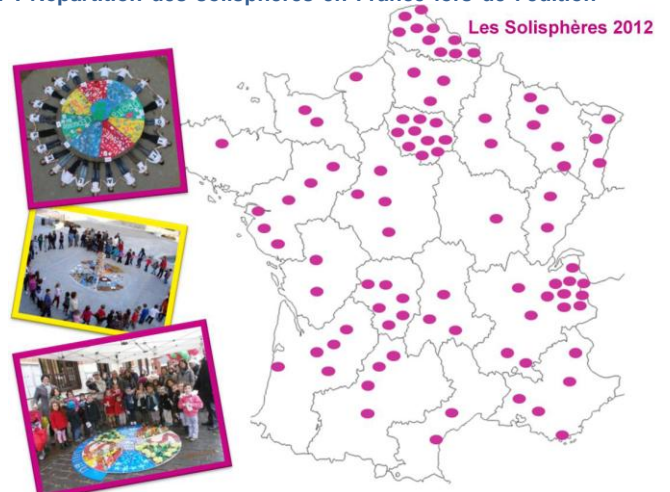 : Répartition des solisphères en France lors de l'édition
Les Solisphères 2012